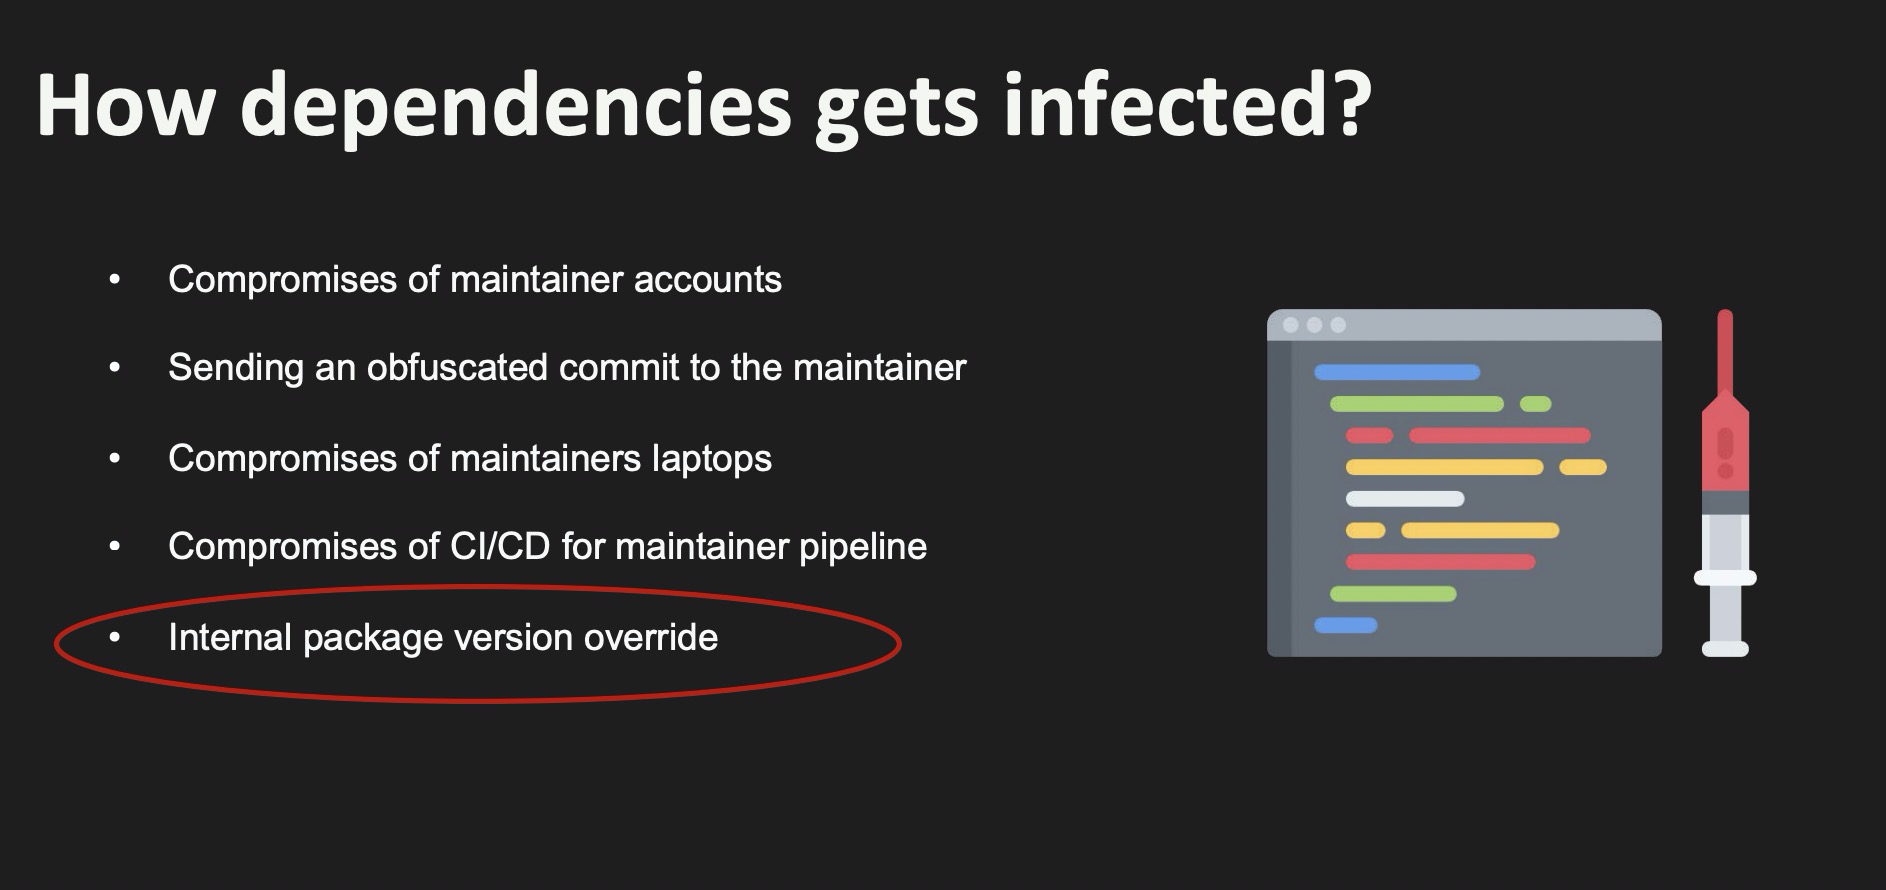 How dependencies gets infected?
• Compromises of maintainer accounts
• Sending an obfuscated commit to the maintainer
• Compromises of maintainers laptops
• Compromises of CI/CD for maintainer pipeline
• Internal package version override